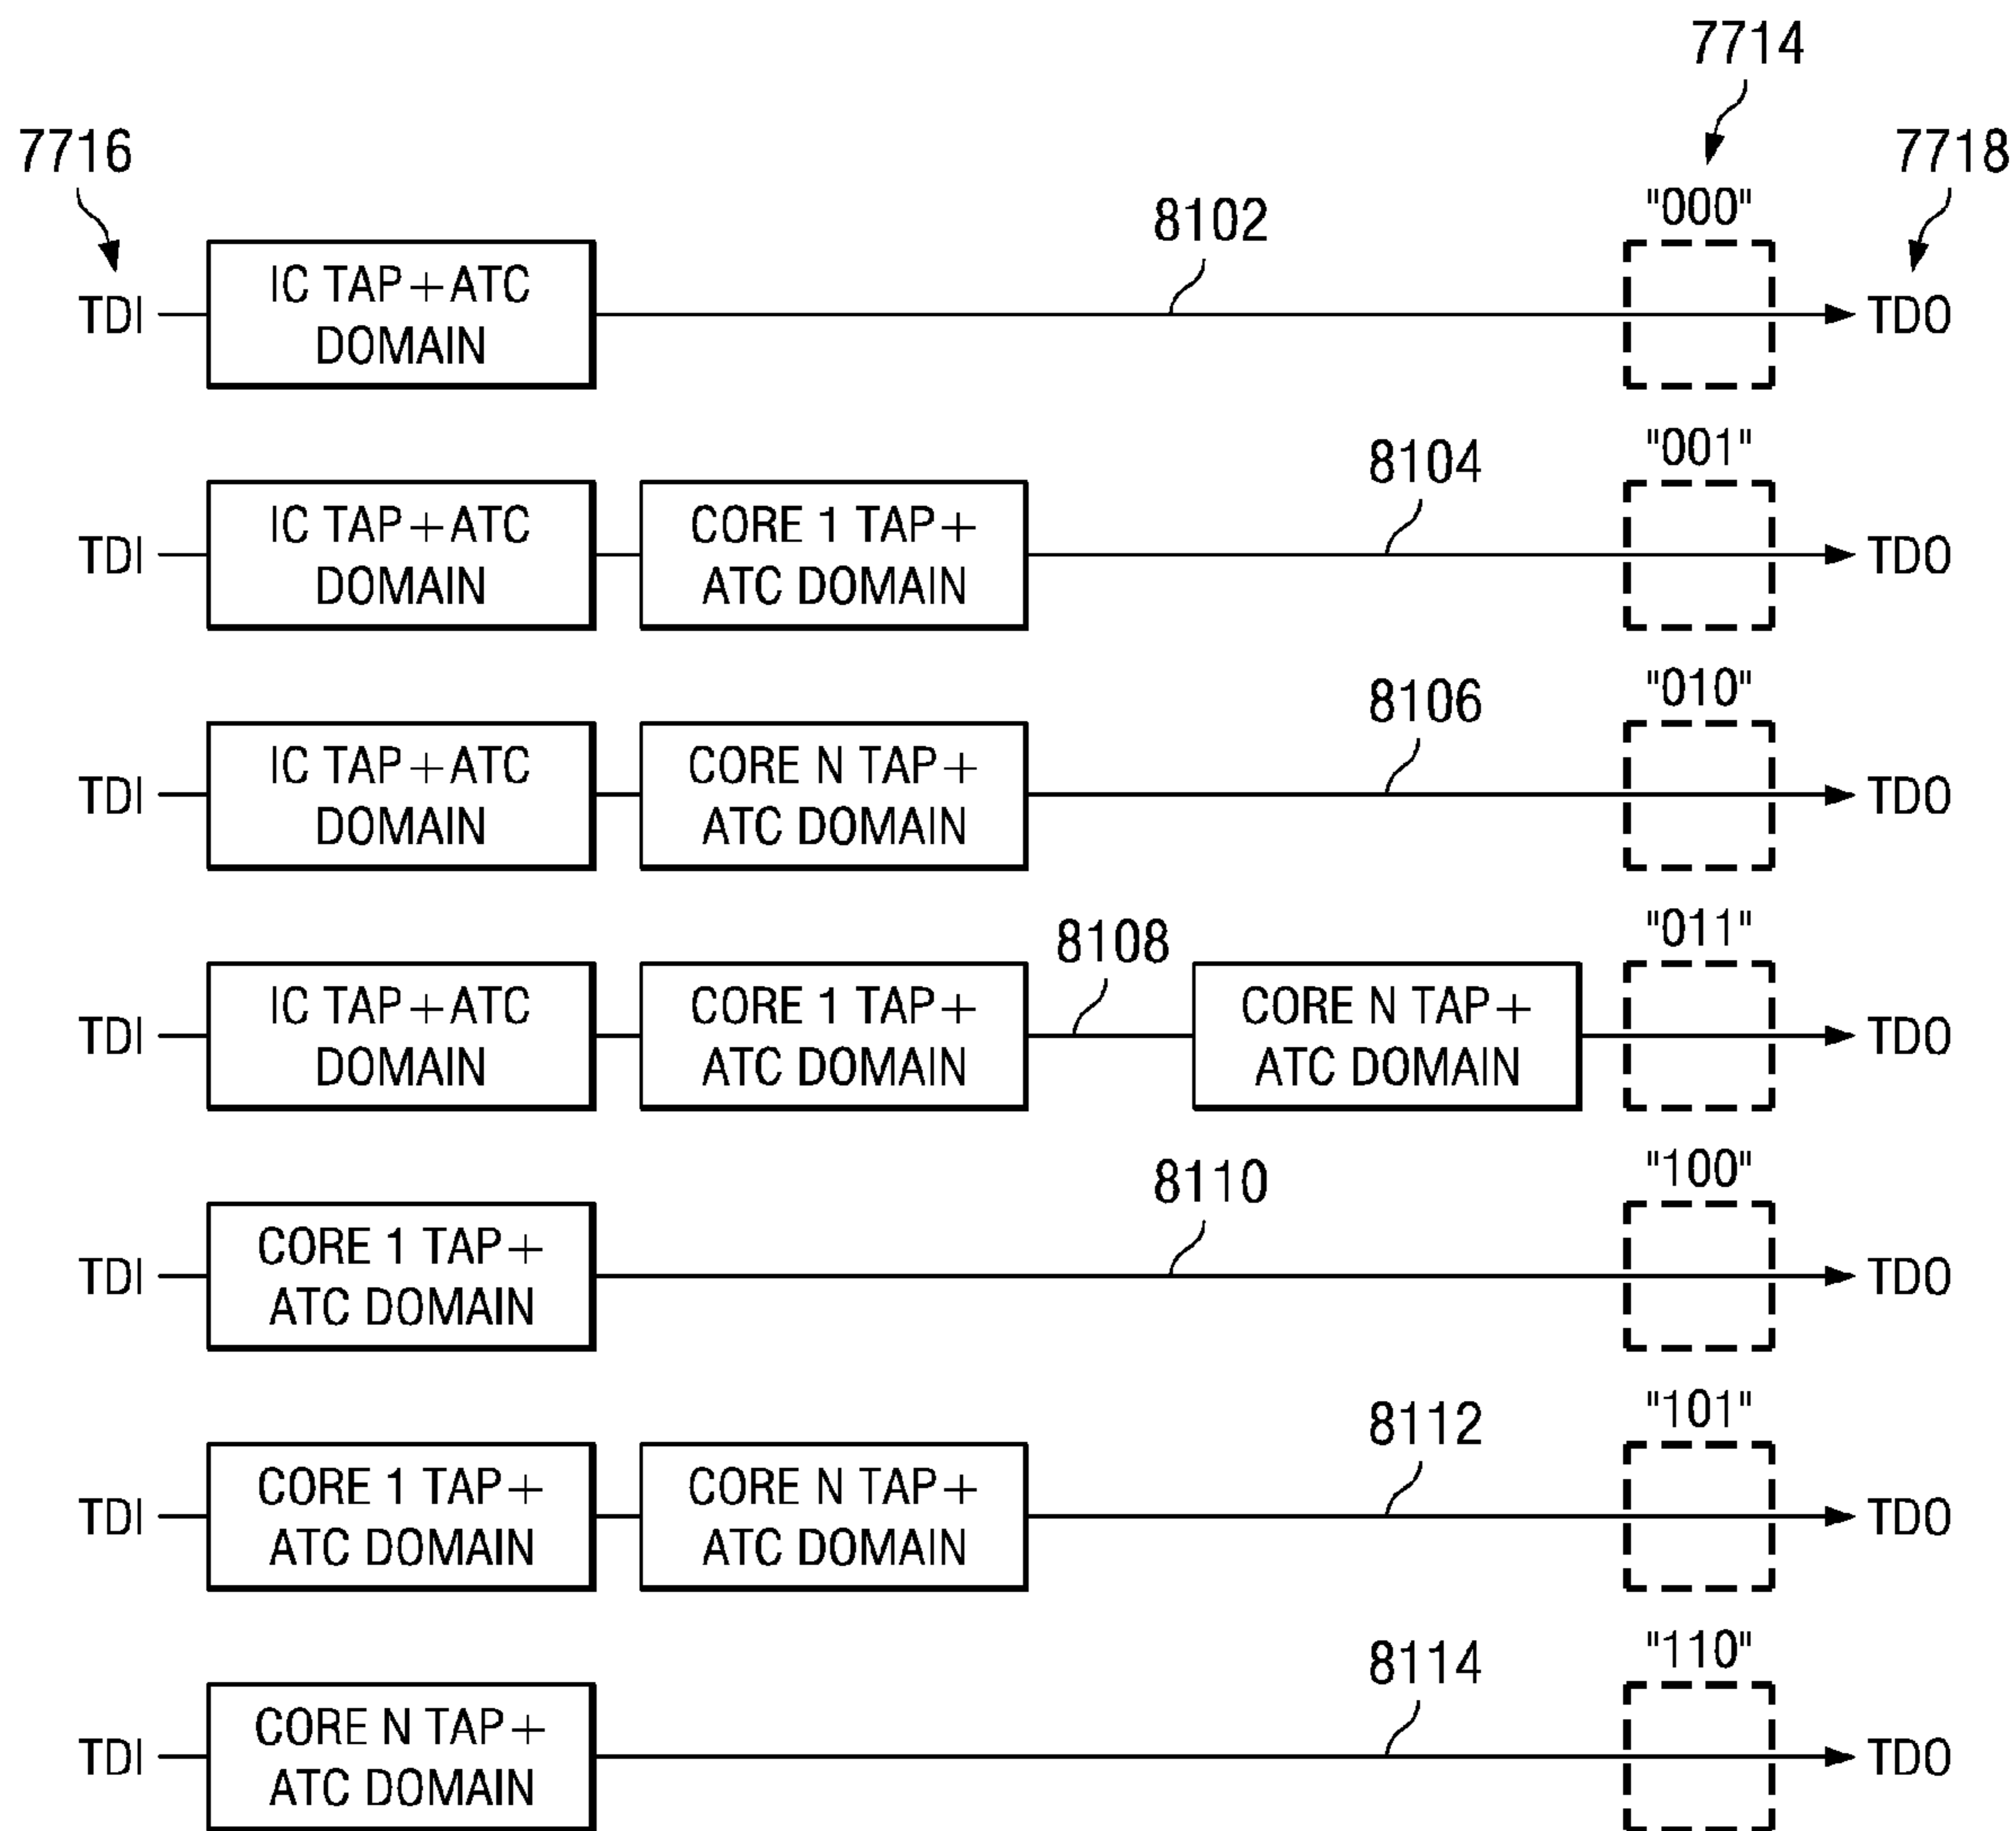 7714
7716
7718
8102
"000"
TDI
IC TAP+ATC
DOMAIN
TDO
8104
"001"
TDI
IC TAP+ATC
DOMAIN
CORE 1 TAP+
ATC DOMAIN
TDO
8106
"010"
TDI
IC TAP+ATC
DOMAIN
CORE N TAP+
ATC DOMAIN
TDO
8108
"011"
TDI
IC TAP+ATC
DOMAIN
CORE 1 TAP+
ATC DOMAIN
CORE N TAP+
ATC DOMAIN
TDO
8110
"100"
TDI
CORE 1 TAP+
ATC DOMAIN
TDO
8112
"101"
TDI
CORE 1 TAP+
ATC DOMAIN
CORE N TAP+
ATC DOMAIN
TDO
8114
"110"
TDI
CORE N TAP+
ATC DOMAIN
TDO